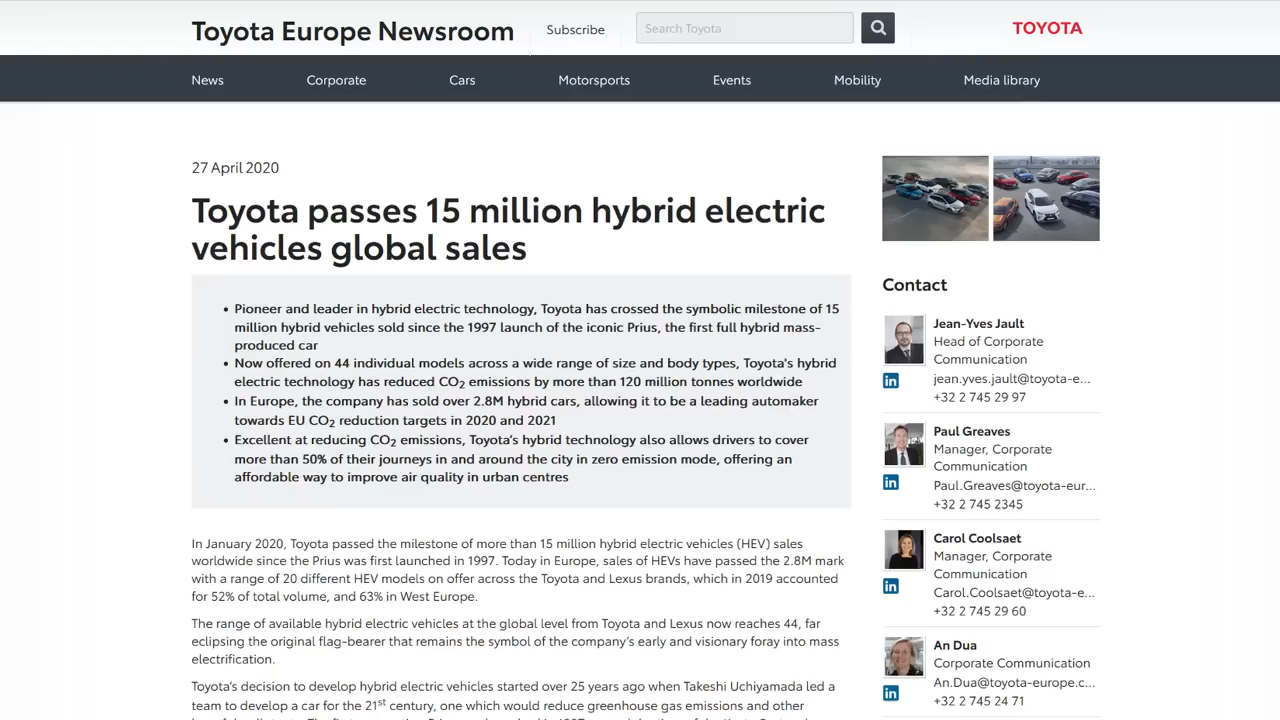 Toyota Europe Newsroom
Subscribe
Search Toyota
TOYOTA
News
Corporate
Cars
Motorsports
Events
Mobility
Media library
27 April 2020
Toyota passes 15 million hybrid electric
vehicles global sales
• Pioneer and leader in hybrid electric technology, Toyota has crossed the symbolic milestone of 15
million hybrid vehicles sold since the 1997 launch of the iconic Prius, the first full hybrid mass-
produced car
• Now offered on 44 individual models across a wide range of size and body types, Toyota's hybrid
electric technology has reduced CO₂ emissions by more than 120 million tonnes worldwide
• In Europe, the company has sold over 2.8M hybrid cars, allowing it to be a leading automaker
towards EU CO₂ reduction targets in 2020 and 2021
• Excellent at reducing CO₂ emissions, Toyota's hybrid technology also allows drivers to cover
more than 50% of their journeys in and around the city in zero emission mode, offering an
affordable way to improve air quality in urban centres
In January 2020, Toyota passed the milestone of more than 15 million hybrid electric vehicles (HEV) sales
worldwide since the Prius was first launched in 1997. Today in Europe, sales of HEVs have passed the 2.8M mark
with a range of 20 different HEV models on offer across the Toyota and Lexus brands, which in 2019 accounted
for 52% of total volume, and 63% in West Europe.
The range of available hybrid electric vehicles at the global level from Toyota and Lexus now reaches 44, far
eclipsing the original flag-bearer that remains the symbol of the company's early and visionary foray into mass
electrification.
Toyota's decision to develop hybrid electric vehicles started over 25 years ago when Takeshi Uchiyamada led a
team to develop a car for the 21st century, one which would reduce greenhouse gas emissions and other
Contact
Jean-Yves Jault
Head of Corporate
Communication
jean.yves.jault@toyota-e...
+32 2 745 29 97
in
Paul Greaves
Manager, Corporate
Communication
Paul.Greaves@toyota-eur...
+32 2 745 2345
in
Carol Coolsaet
Manager, Corporate
Communication
Carol.Coolsaet@toyota-e...
+32 2 745 29 60
in
An Dua
Corporate Communication
An.Dua@toyota-europe.c...
+32 2 745 24 71
in